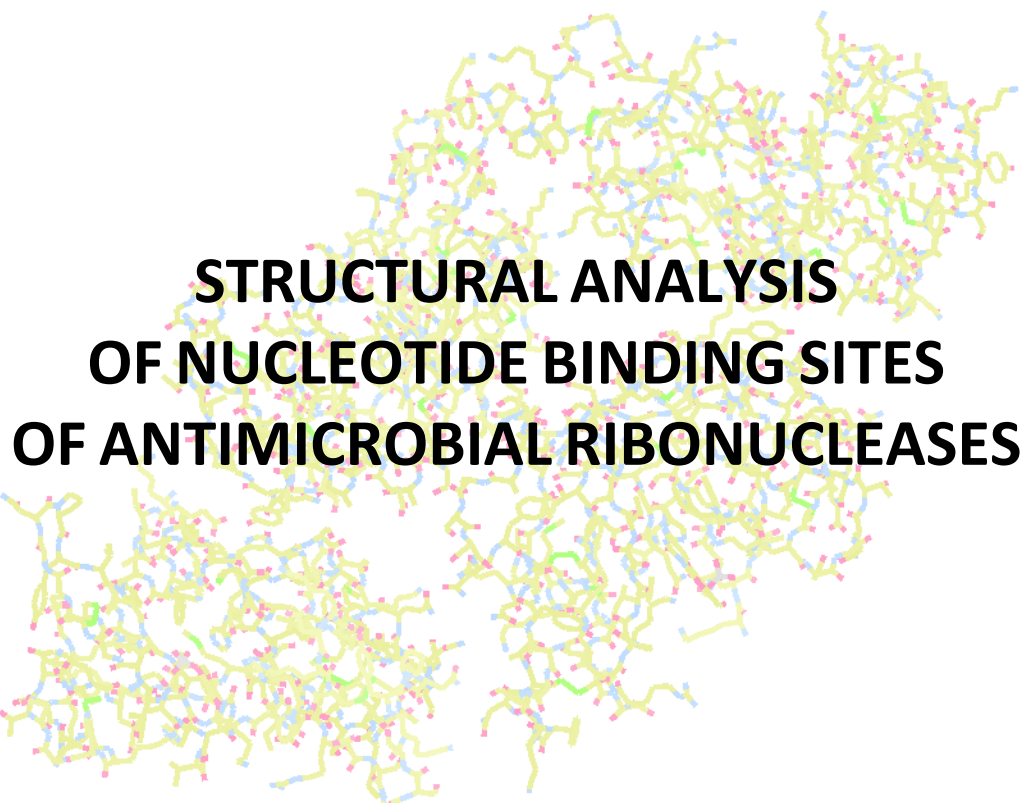 STRUCTURAL ANALYSIS
OF NUCLEOTIDE BINDING SITES
OF ANTIMICROBIAL RIBONUCLEASES